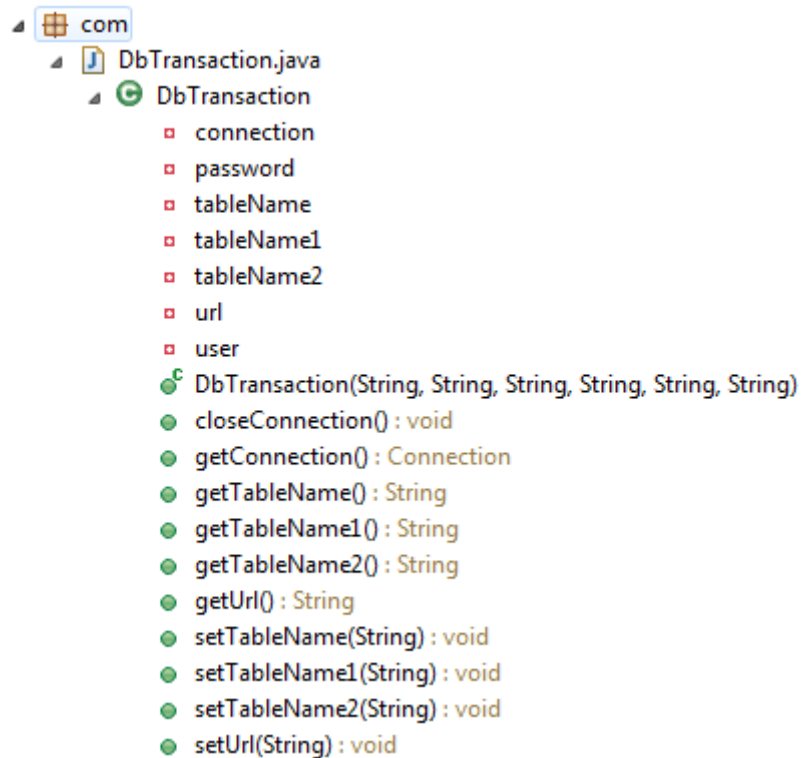 com
DbTransaction.java
DbTransaction
connection
password
tableName
tableName1
tableName2
url
user
DbTransaction(String, String, String, String, String, String)
closeConnection() : void
getConnection() : Connection
getTableName() : String
getTableName1() : String
getTableName2() : String
getUrl() : String
setTableName(String) : void
setTableName1(String) : void
setTableName2(String) : void
setUrl(String) : void